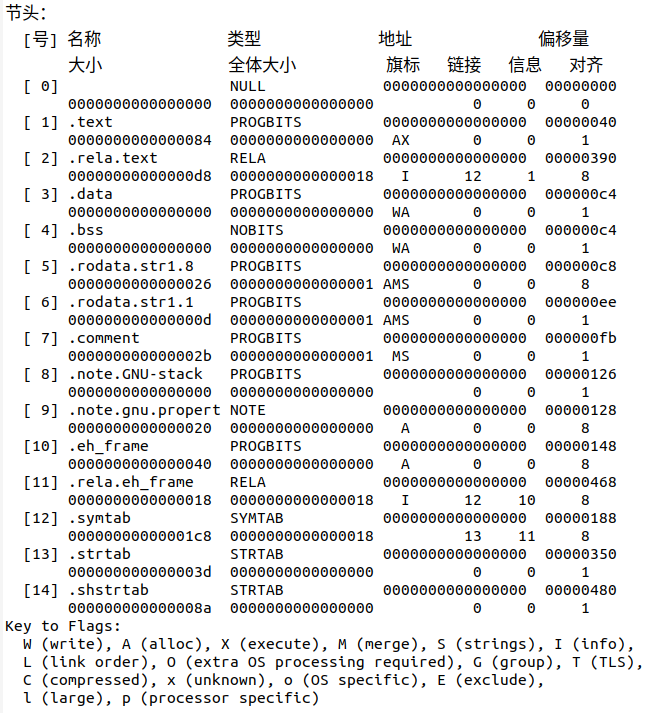 节头：
[号] 名称 类型 地址 偏移量
大小 全体大小 旗标 链接 信息 对齐
[ 0] NULL 0000000000000000 00000000
0000000000000000 0000000000000000 0 0 0
[ 1] .text PROGBITS 0000000000000000 00000040
0000000000000084 0000000000000000 AX 0 0 1
[ 2] .rela.text RELA 0000000000000000 00000390
00000000000000d8 0000000000000018 I 12 1 8
[ 3] .data PROGBITS 0000000000000000 000000c4
0000000000000000 0000000000000000 WA 0 0 1
[ 4] .bss NOBITS 0000000000000000 000000c4
0000000000000000 0000000000000000 WA 0 0 1
[ 5] .rodata.str1.8 PROGBITS 0000000000000000 000000c8
0000000000000026 0000000000000001 AMS 0 0 8
[ 6] .rodata.str1.1 PROGBITS 0000000000000000 000000ee
000000000000000d 0000000000000001 AMS 0 0 1
[ 7] .comment PROGBITS 0000000000000000 000000fb
000000000000002b 0000000000000001 MS 0 0 1
[ 8] .note.GNU-stack PROGBITS 0000000000000000 00000126
0000000000000000 0000000000000000 0 0 1
[ 9] .note.gnu.propert NOTE 0000000000000000 00000128
0000000000000020 0000000000000000 A 0 0 8
[10] .eh_frame PROGBITS 0000000000000000 00000148
0000000000000040 0000000000000000 A 0 0 8
[11] .rela.eh_frame RELA 0000000000000000 00000468
0000000000000018 0000000000000018 I 12 10 8
[12] .symtab SYMTAB 0000000000000000 00000188
00000000000001c8 0000000000000018 13 11 8
[13] .strtab STRTAB 0000000000000000 00000350
000000000000003d 0000000000000000 0 0 1
[14] .shstrtab STRTAB 0000000000000000 00000480
000000000000008a 0000000000000000 0 0 1
Key to Flags:
W (write), A (alloc), X (execute), M (merge), S (strings), I (info),
L (link order), O (extra OS processing required), G (group), T (TLS),
C (compressed), x (unknown), o (OS specific), E (exclude),
l (large), p (processor specific)